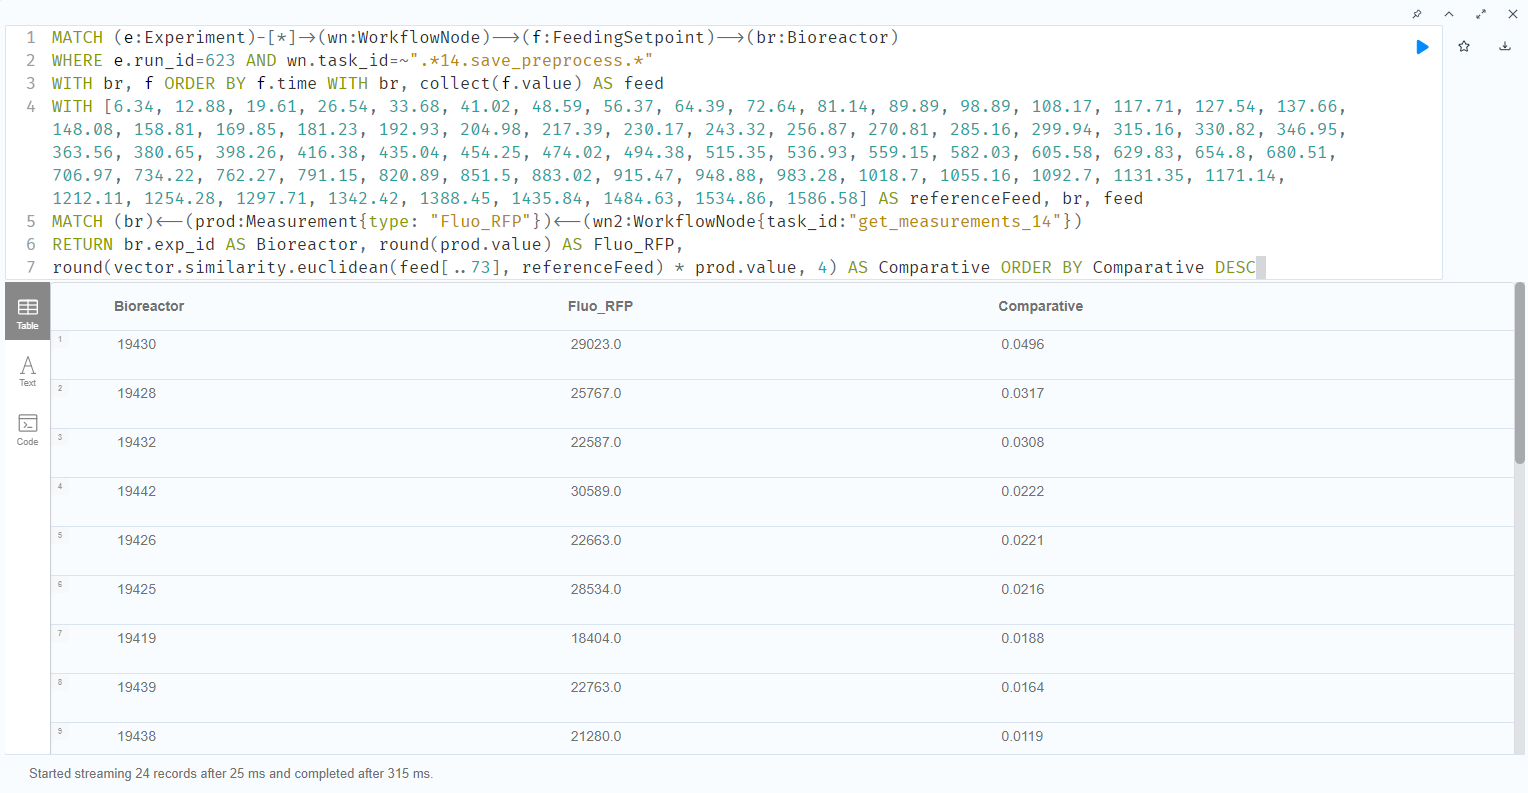 1 MATCH (e:Experiment)-[*]->(wn:WorkflowNode)-->(f:FeedingSetpoint)-->(br:Bioreactor)
2 WHERE e.run_id=623 AND wn.task_id=~".*14.save_preprocess.*"
3 WITH br, f ORDER BY f.time WITH br, collect(f.value) AS feed
4 WITH [6.34, 12.88, 19.61, 26.54, 33.68, 41.02, 48.59, 56.37, 64.39, 72.64, 81.14, 89.89, 98.89, 108.17, 117.71, 127.54, 137.66,
148.08, 158.81, 169.85, 181.23, 192.93, 204.98, 217.39, 230.17, 243.32, 256.87, 270.81, 285.16, 299.94, 315.16, 330.82, 346.95,
363.56, 380.65, 398.26, 416.38, 435.04, 454.25, 474.02, 494.38, 515.35, 536.93, 559.15, 582.03, 605.58, 629.83, 654.8, 680.51,
706.97, 734.22, 762.27, 791.15, 820.89, 851.5, 883.02, 915.47, 948.88, 983.28, 1018.7, 1055.16, 1092.7, 1131.35, 1171.14,
1212.11, 1254.28, 1297.71, 1342.42, 1388.45, 1435.84, 1484.63, 1534.86, 1586.58] AS referenceFeed, br, feed
5 MATCH (br)<--(prod:Measurement{type: "Fluo_RFP"})<--(wn2:WorkflowNode{task_id:"get_measurements_14"})
6 RETURN br.exp_id AS Bioreactor, round(prod.value) AS Fluo_RFP,
7 round(vector.similarity.euclidean(feed[..73], referenceFeed) * prod.value, 4) AS Comparative ORDER BY Comparative DESC
Table
Text
Code
Bioreactor Fluo_RFP Comparative
1 19430 29023.0 0.0496
2 19428 25767.0 0.0317
3 19432 22587.0 0.0308
4 19442 30589.0 0.0222
5 19426 22663.0 0.0221
6 19425 28534.0 0.0216
7 19419 18404.0 0.0188
8 19439 22763.0 0.0164
9 19438 21280.0 0.0119
Started streaming 24 records after 25 ms and completed after 315 ms.